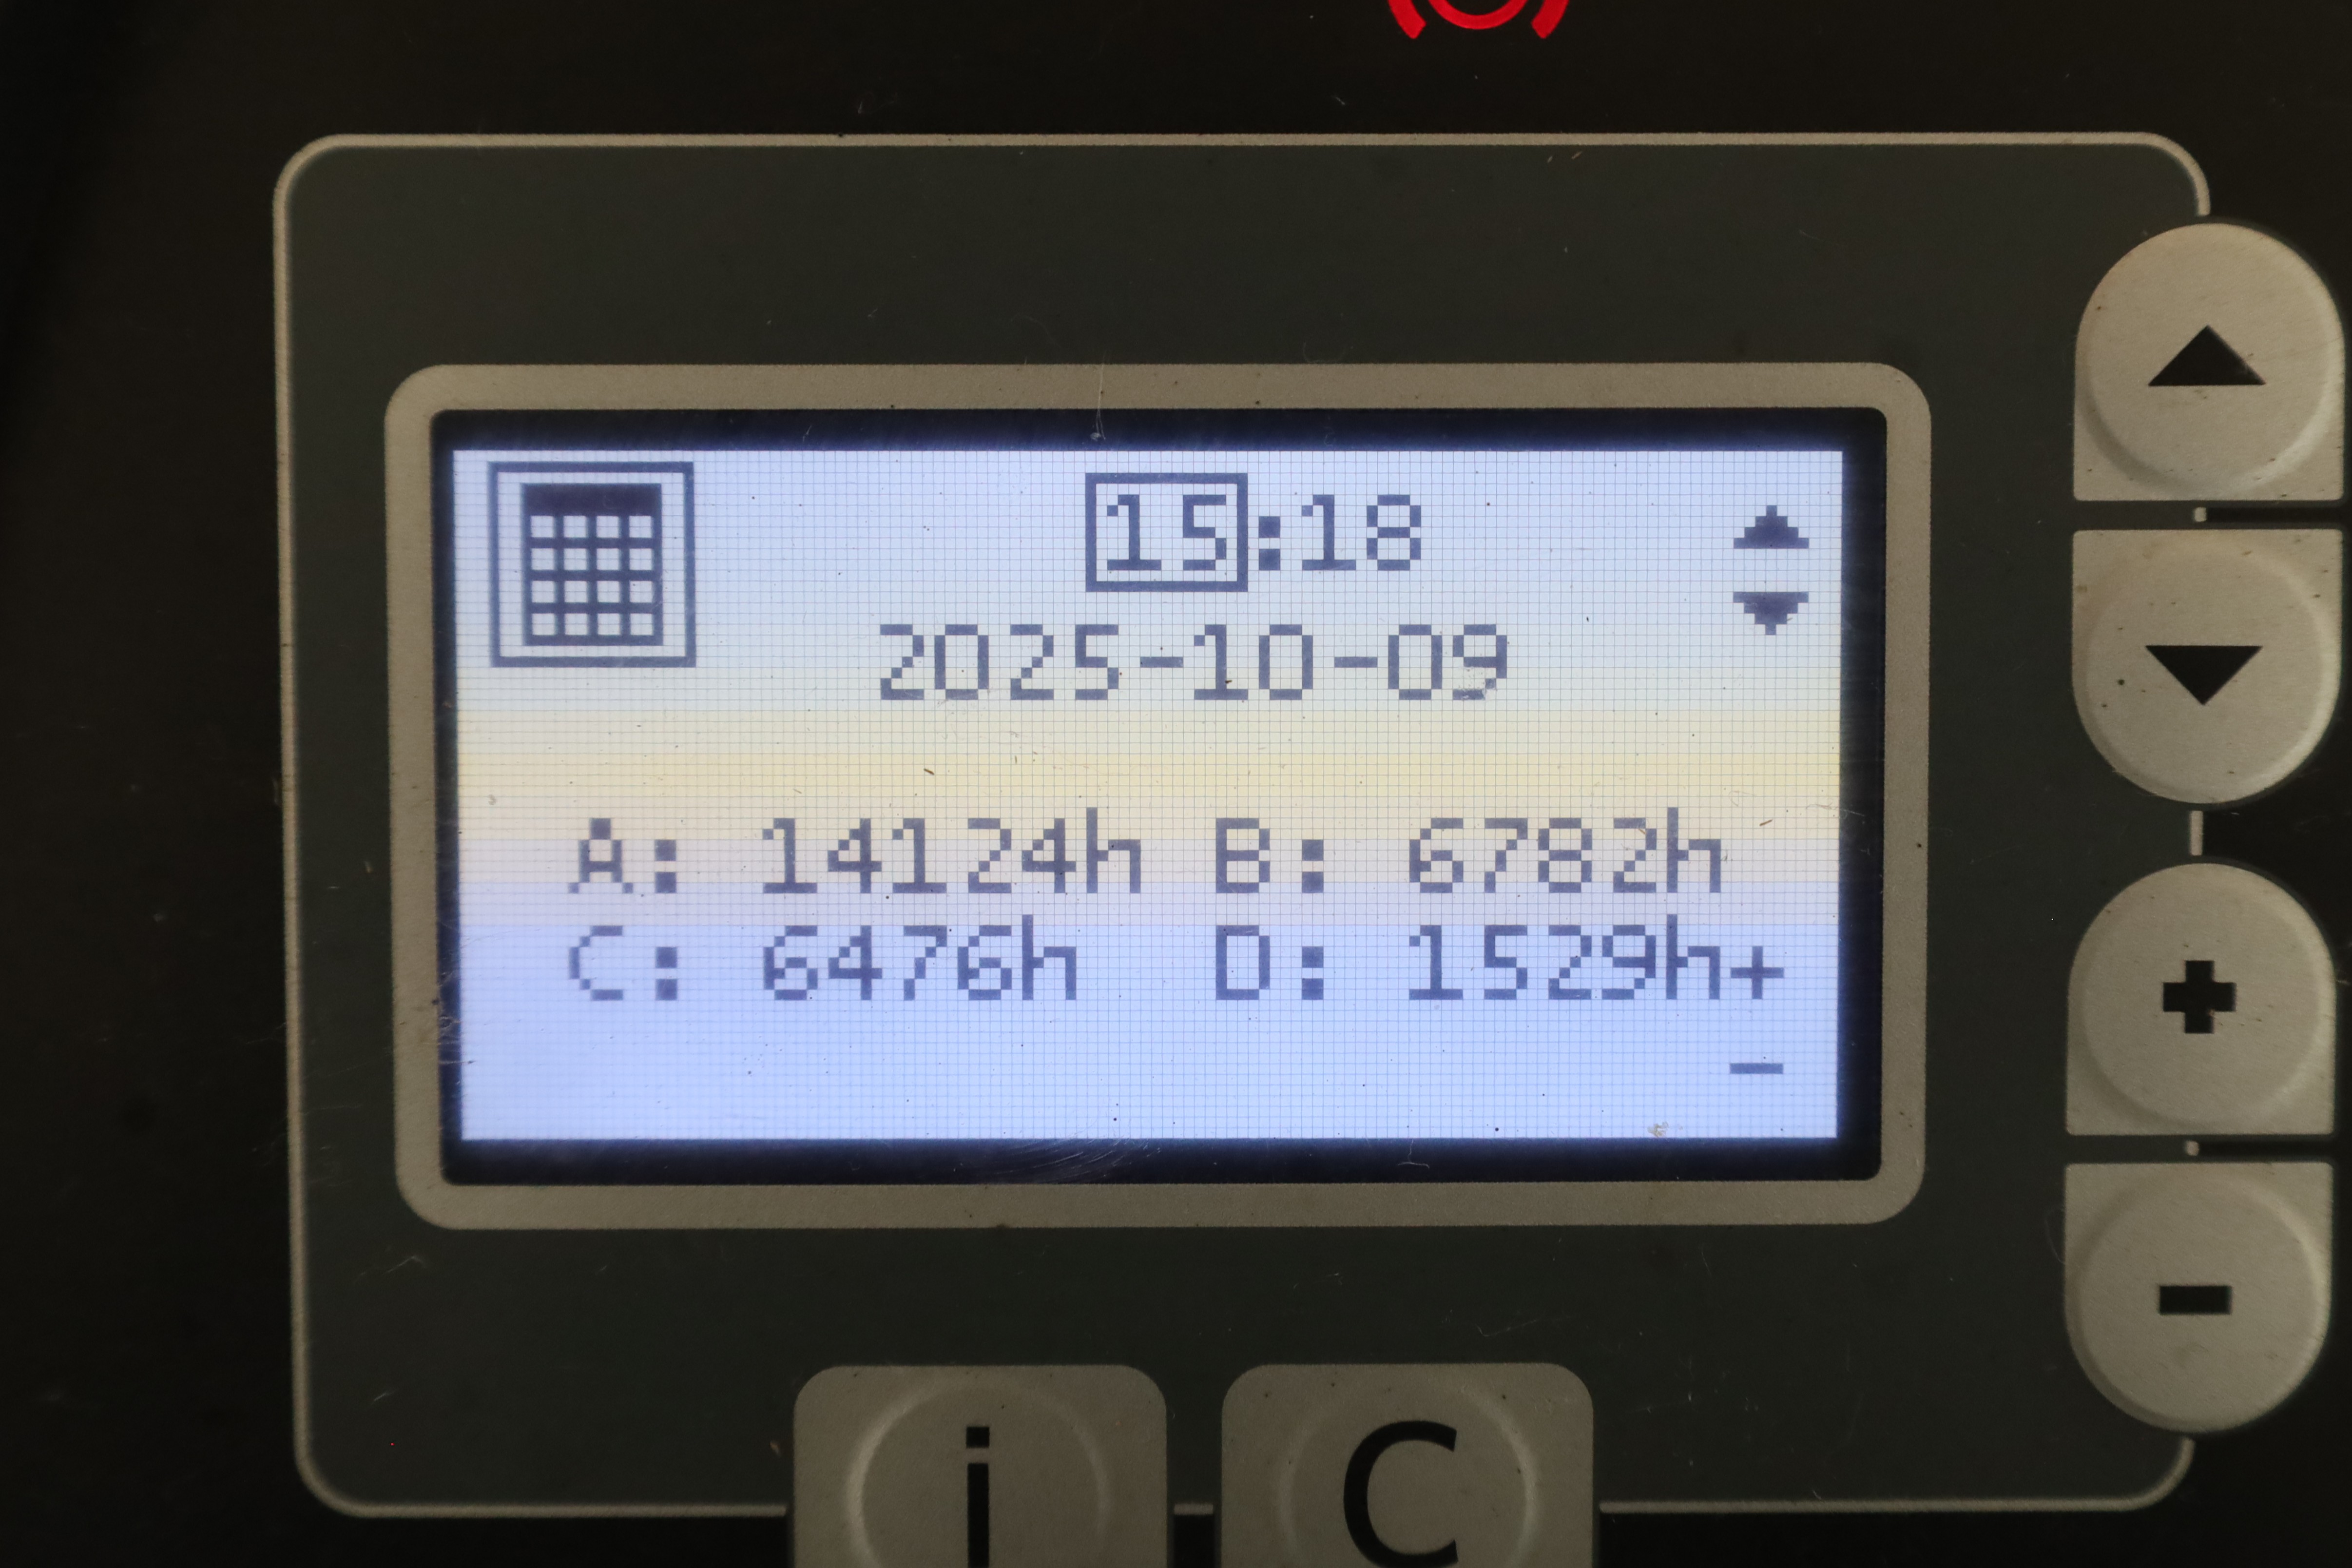 15:18
2025-10-09
A: 14124h B: 6782h
C: 6476h D: 1529h+
-
i C